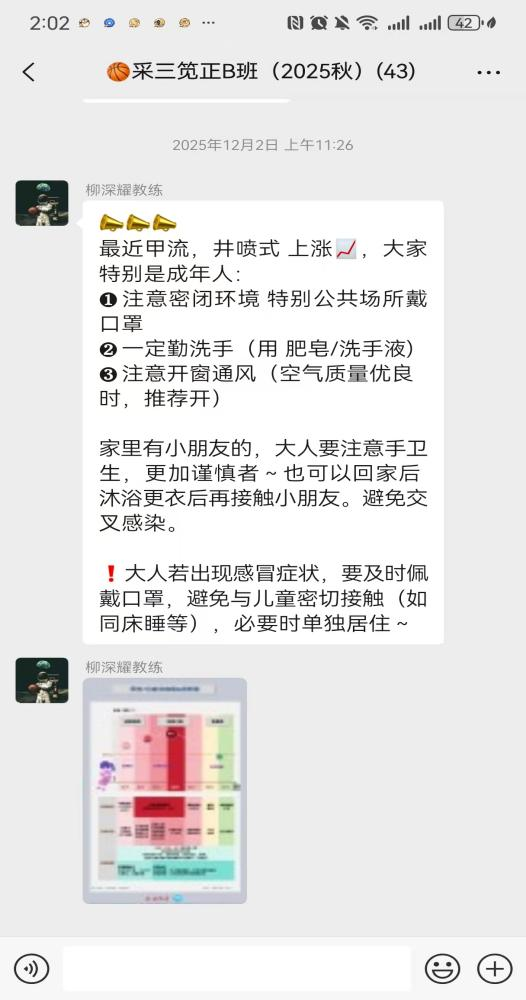 2:02
42
🏀采三笕正B班（2025秋）(43)
2025年12月2日 上午11:26
柳深耀教练
📣📣📣
最近甲流，井喷式 上涨📈，大家
特别是成年人：
❶注意密闭环境 特别公共场所戴
口罩
❷一定勤洗手（用 肥皂/洗手液）
❸注意开窗通风（空气质量优良
时，推荐开）
家里有小朋友的，大人要注意手卫
生，更加谨慎者～也可以回家后
沐浴更衣后再接触小朋友。避免交
叉感染。
❗大人若出现感冒症状，要及时佩
戴口罩，避免与儿童密切接触（如
同床睡等），必要时单独居住～
柳深耀教练